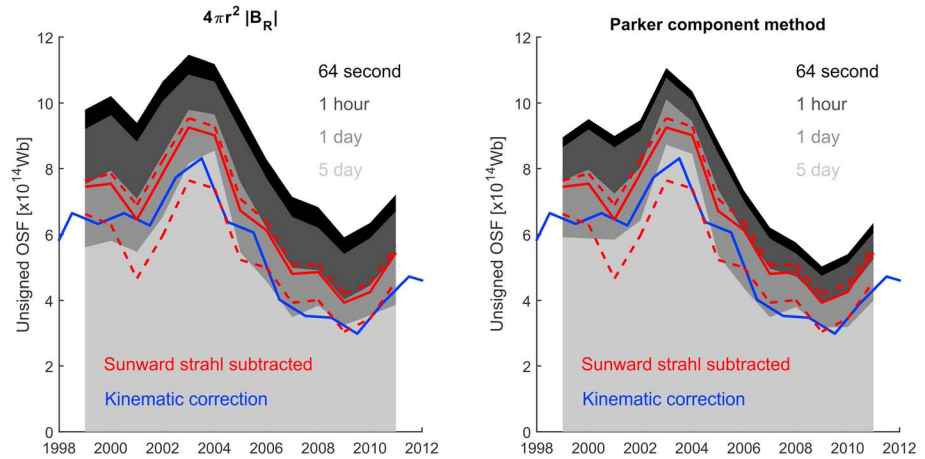 4πr² |B_R|
12
10
8
6
4
2
0
Unsigned OSF [x10¹⁴Wb]
64 second
1 hour
1 day
5 day
Sunward strahl subtracted
Kinematic correction
1998 2000 2002 2004 2006 2008 2010 2012
Parker component method
12
10
8
6
4
2
0
Unsigned OSF [x10¹⁴Wb]
64 second
1 hour
1 day
5 day
Sunward strahl subtracted
Kinematic correction
1998 2000 2002 2004 2006 2008 2010 2012